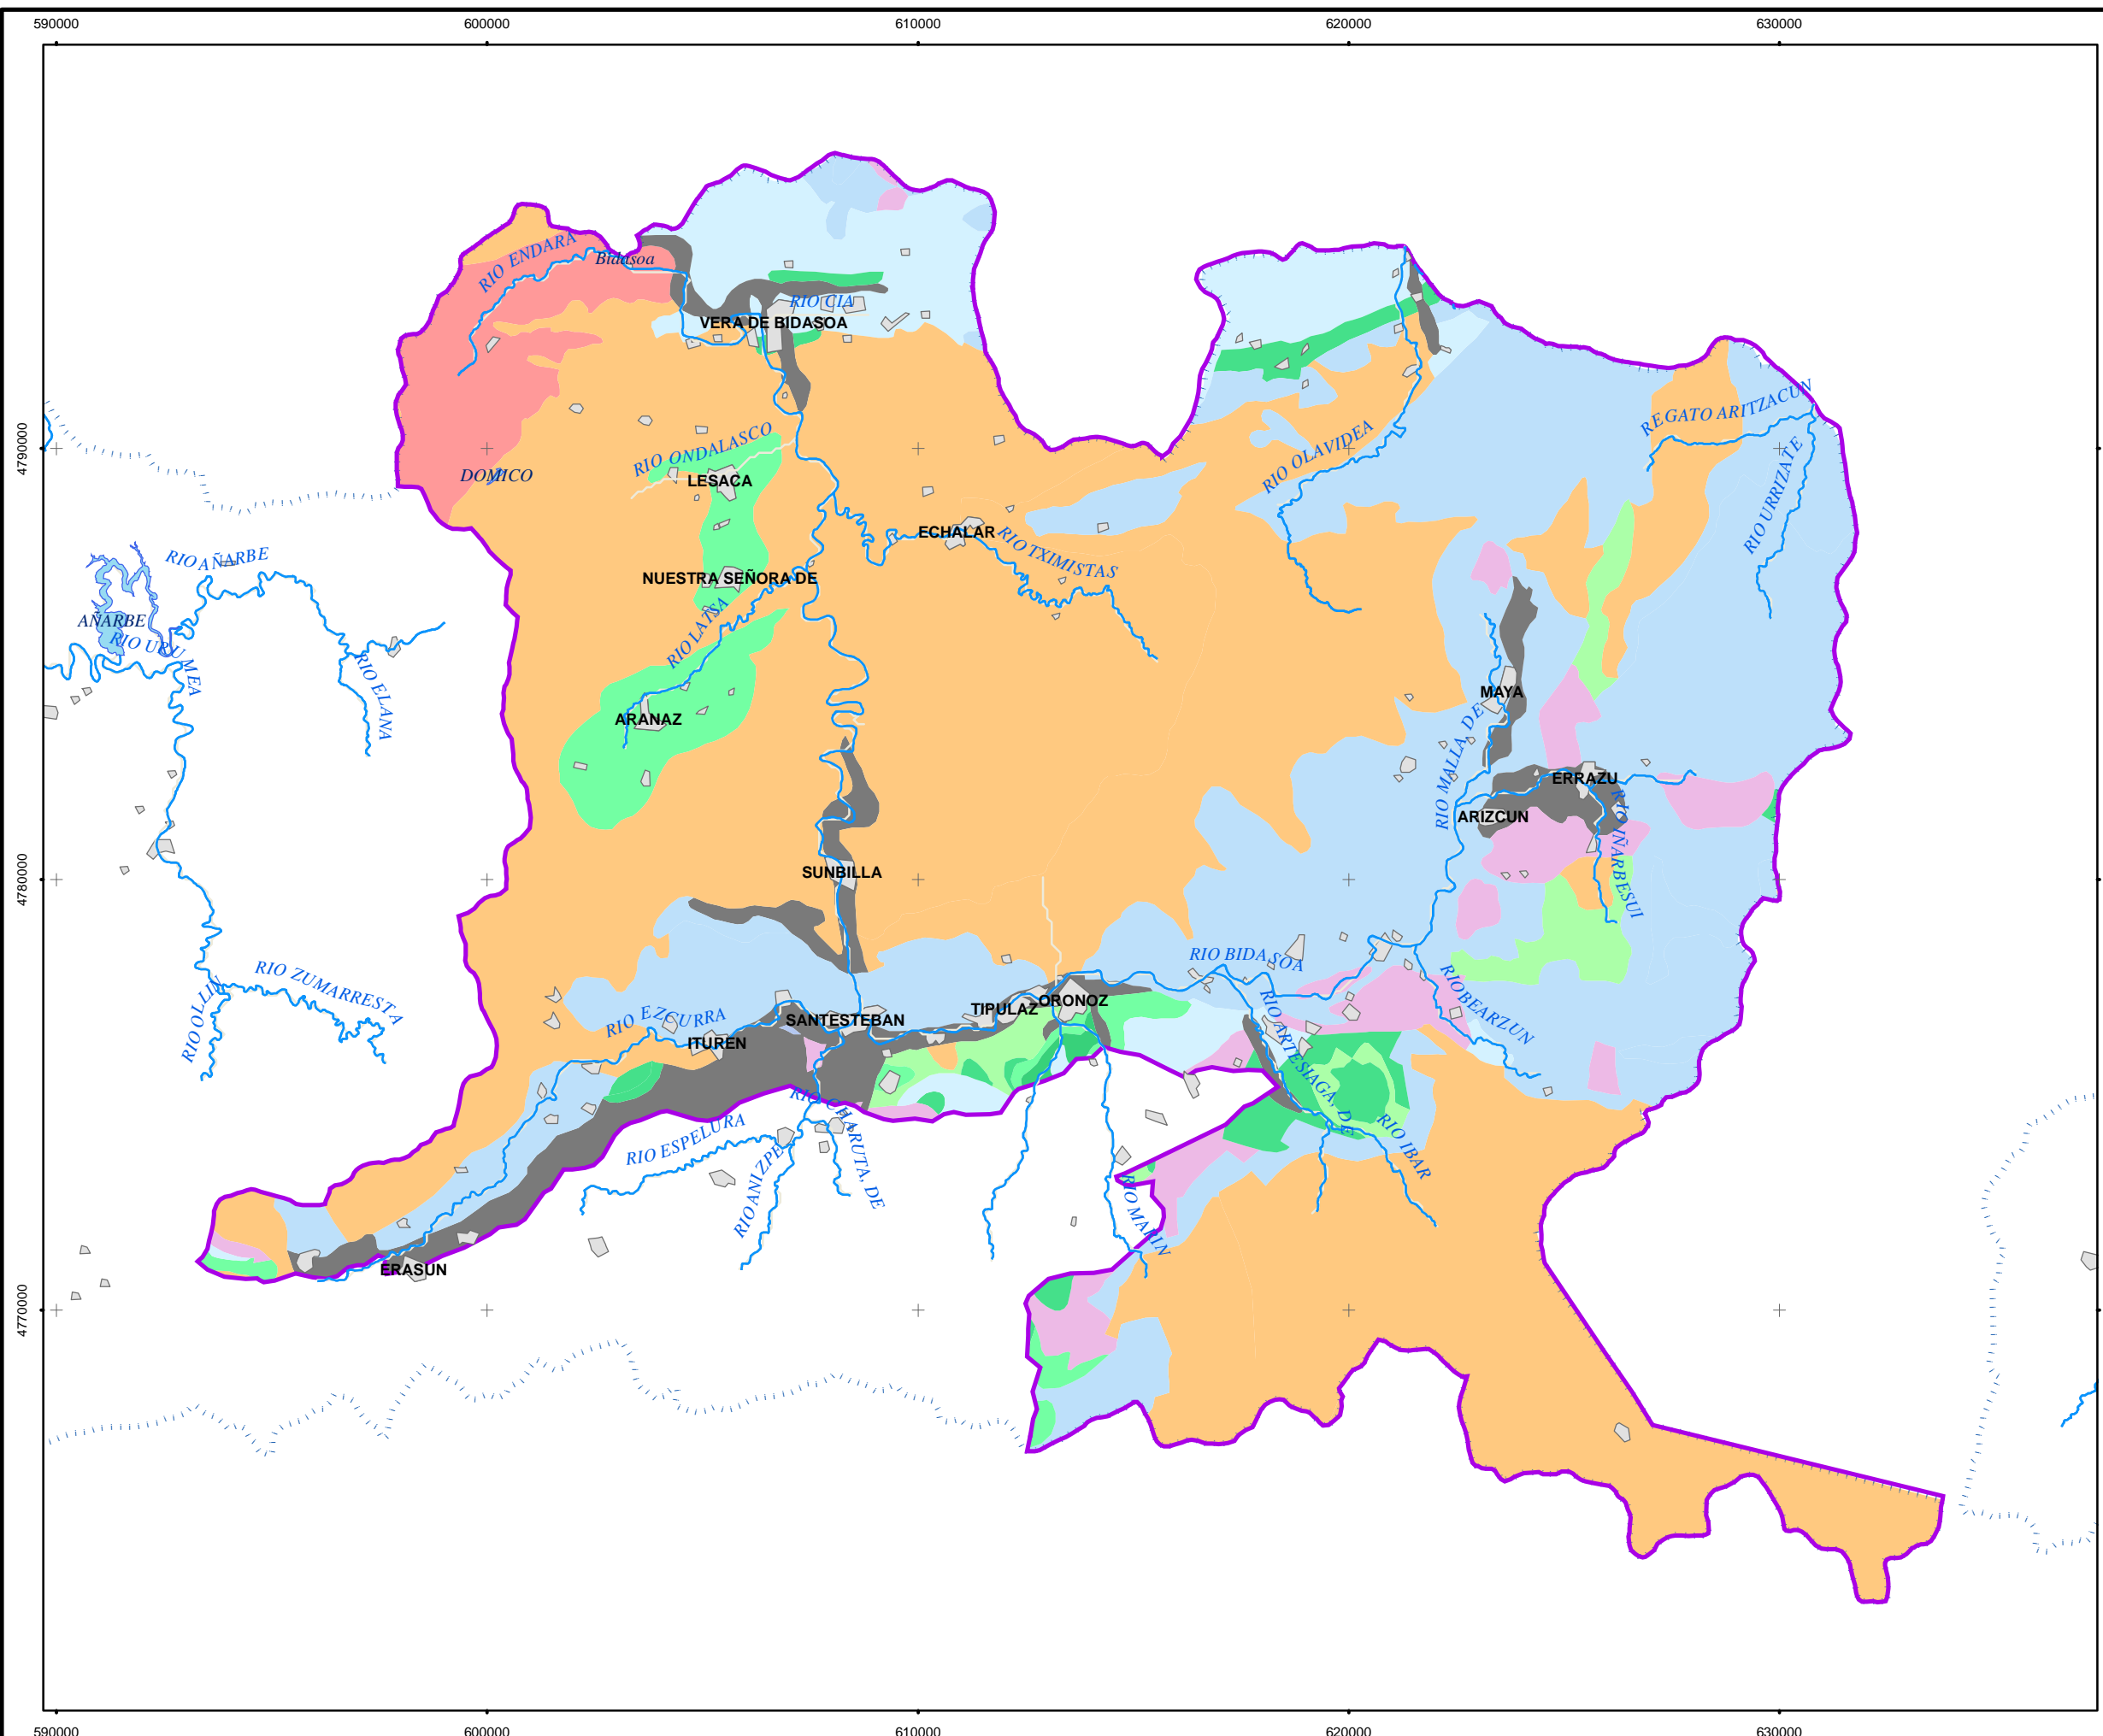 590000
600000
610000
620000
630000
RIO ENDARA
Bidasoa
RIO CIA
VERA DE BIDASOA
REGATO ARITZACUN
4790000
RIO ONDALASCO
RIO OLAVIDEA
DOMICO
LESACA
RIO URRIZATE
ECHALAR
RIO TXIMISTAS
RIO AÑARBE
NUESTRA SEÑORA DE
AÑARBE
RIO LATSA
RIO URUMEA
RIO ELANA
MAYA
ARANAZ
RIO MALLA, DE
ERRAZU
ARIZCUN
RIO IÑARBESUI
4780000
SUNBILLA
RIO BIDASOA
RIO ZUMARRESTA
RIO OLLIN
ORONOZ
TIPULAZ
RIO EZCURRA
SANTESTEBAN
ITUREN
RIO BEARZUN
RIO ARTESIAGA, DE
RIO CHARUTA, DE
RIO ESPELURA
RIO IBAR
RIO ANIZPE
RIO MARIN
ERASUN
4770000
590000
600000
610000
620000
630000